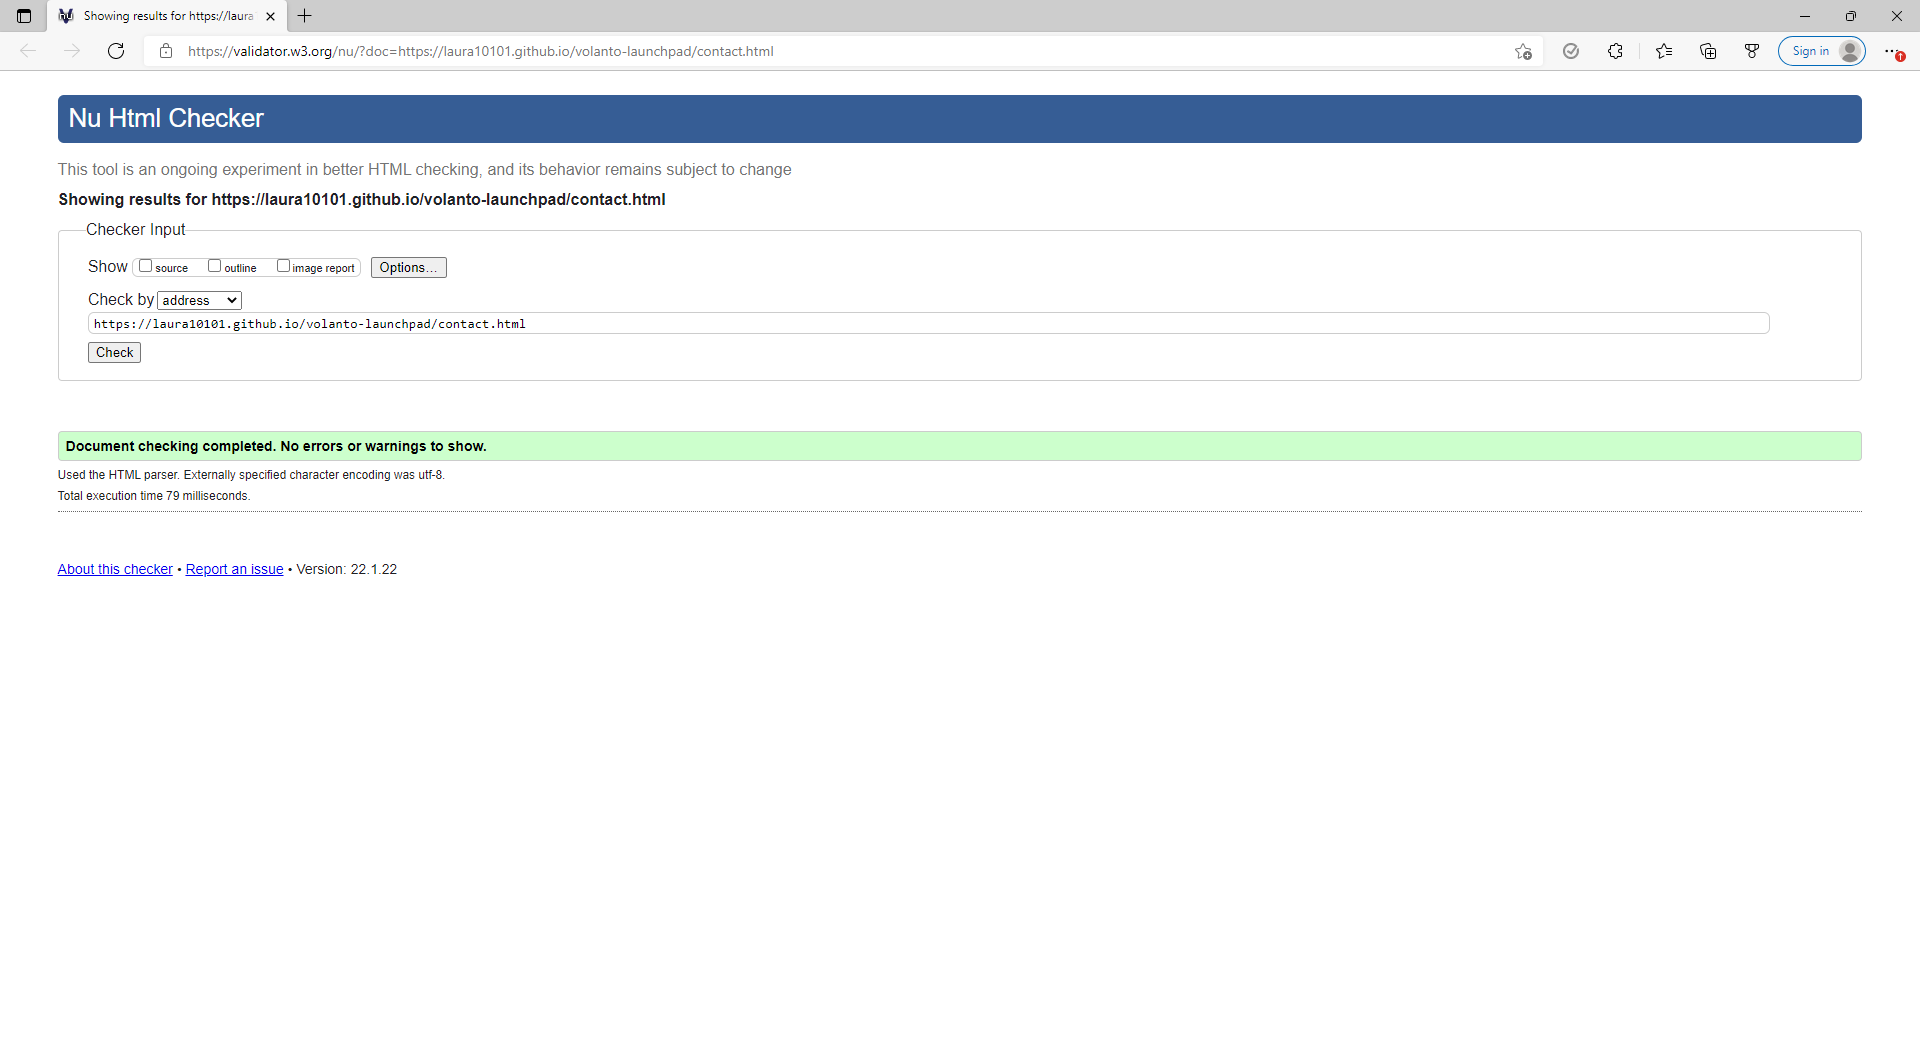 Showing results for https://laura
https://validator.w3.org/nu/?doc=https://laura10101.github.io/volanto-launchpad/contact.html
Sign in
Nu Html Checker
This tool is an ongoing experiment in better HTML checking, and its behavior remains subject to change
Showing results for https://laura10101.github.io/volanto-launchpad/contact.html
Checker Input
Show source outline image report Options...
Check by address
https://laura10101.github.io/volanto-launchpad/contact.html
Check
Document checking completed. No errors or warnings to show.
Used the HTML parser. Externally specified character encoding was utf-8.
Total execution time 79 milliseconds.
About this checker • Report an issue • Version: 22.1.22